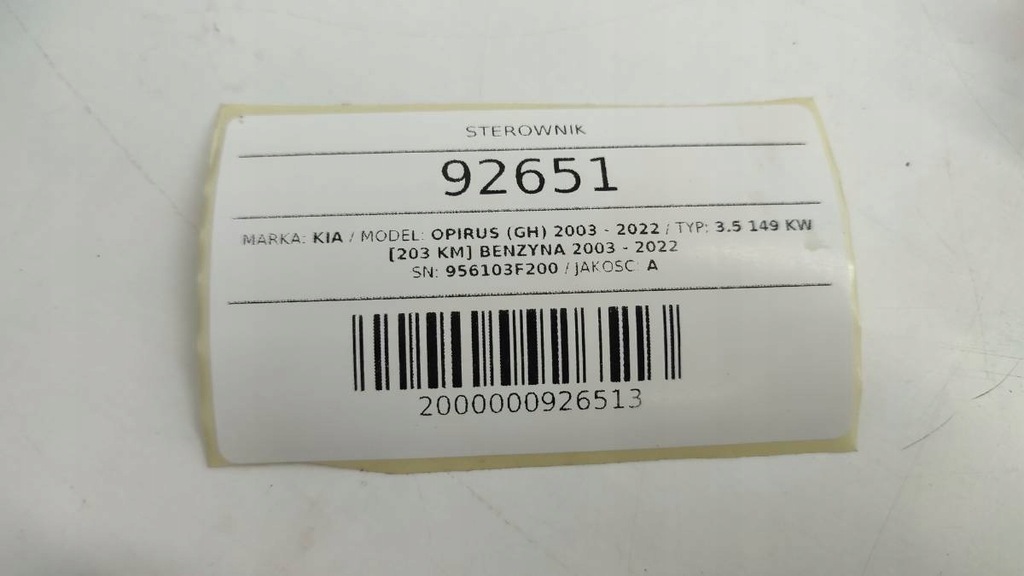 STEROWNIK
92651
MARKA: KIA / MODEL: OPIRUS (GH) 2003 - 2022 / TYP: 3.5 149 KW
[203 KM] BENZYNA 2003 - 2022
SN: 956103F200 / JAKOŚĆ: A
2000000926513